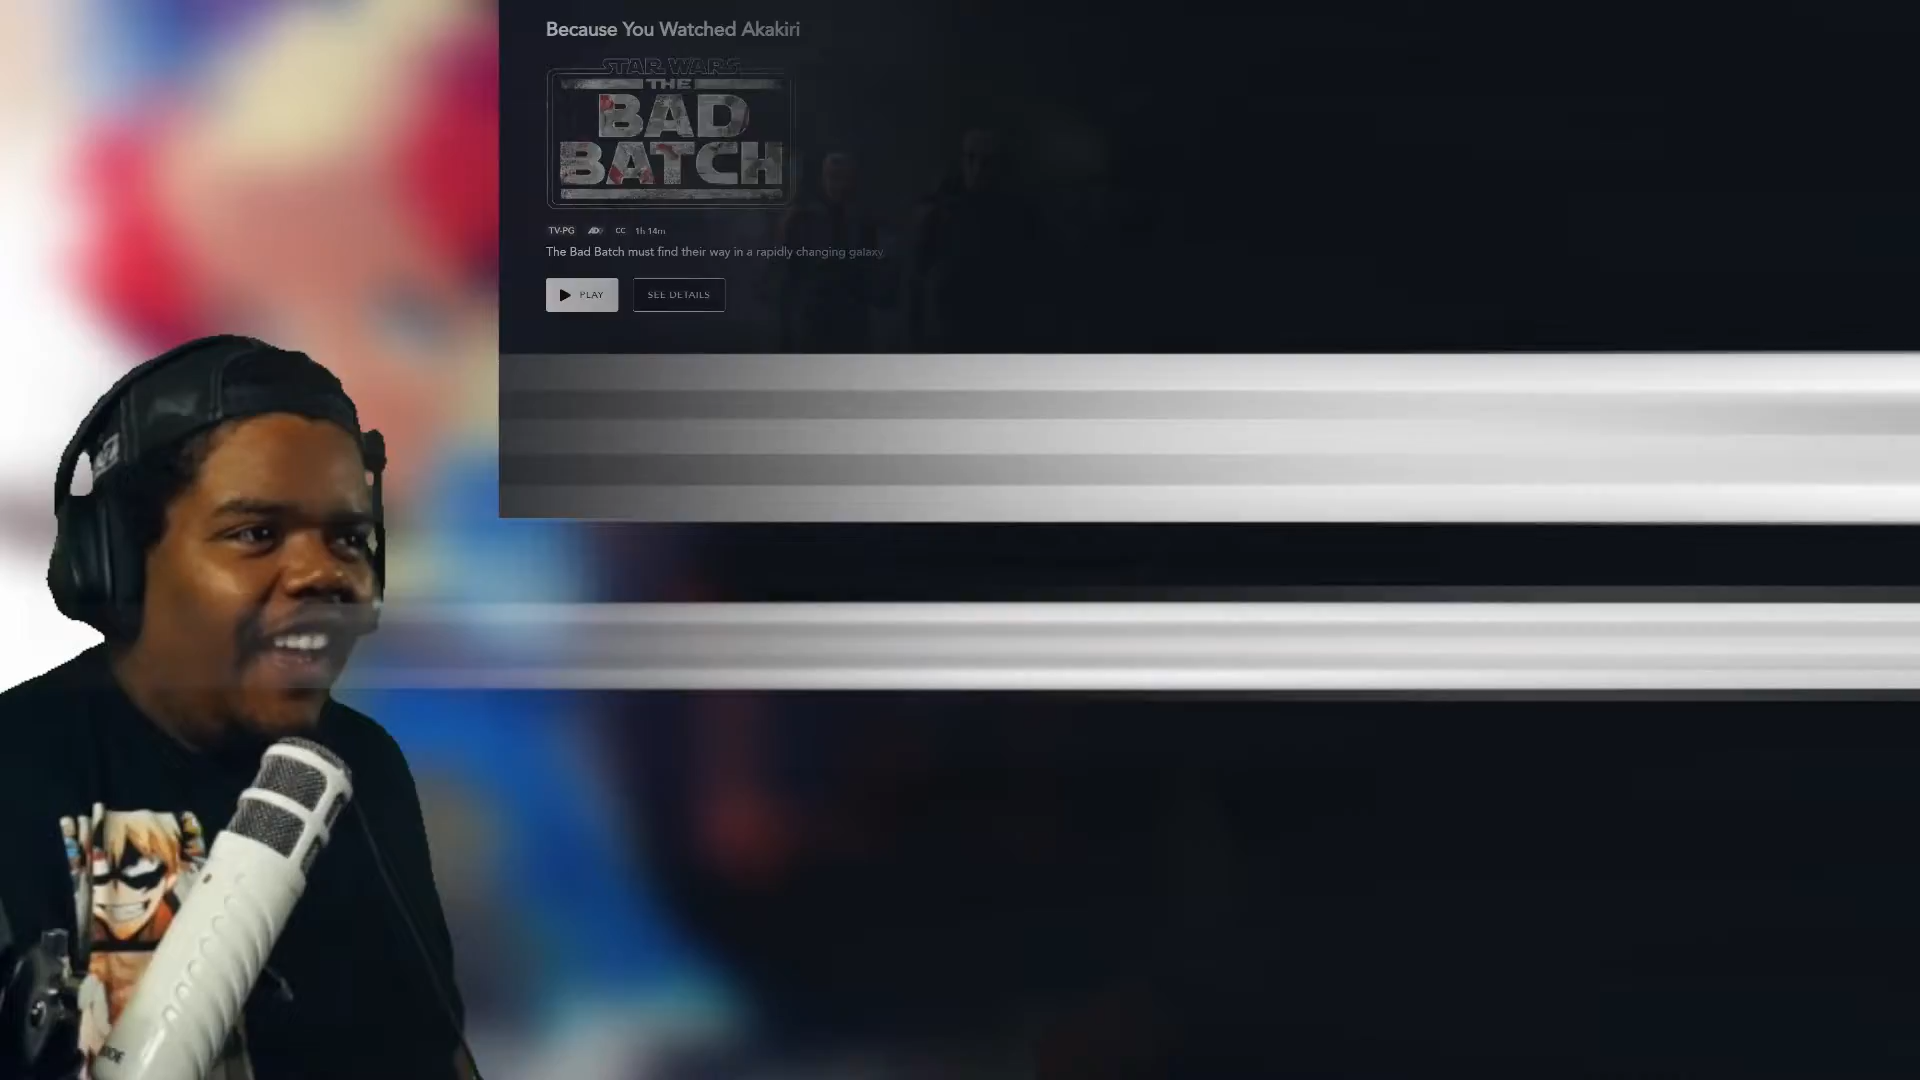 Because You Watched Akakiri
STAR WARS
THE
BAD
BATCH
TV-PG AD CC 1h 14m
The Bad Batch must find their way in a rapidly changing galaxy.
PLAY SEE DETAILS